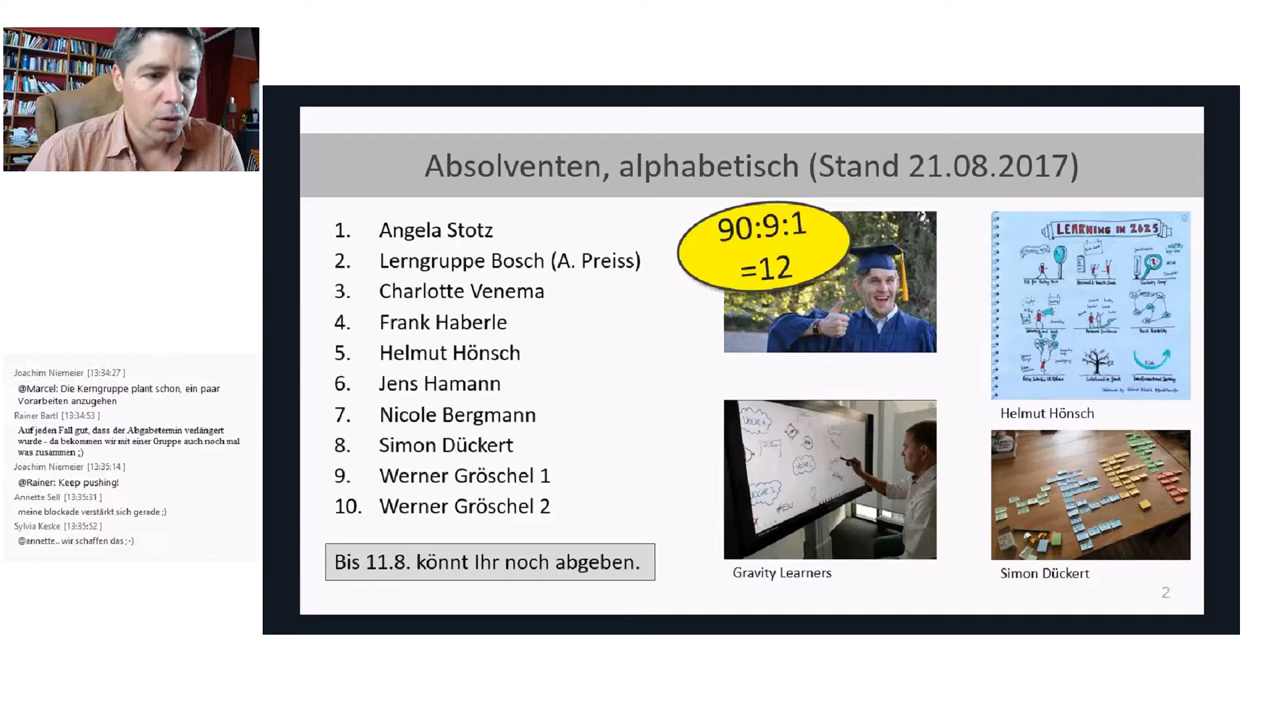 Absolventen, alphabetisch (Stand 21.08.2017)
1. Angela Stotz
2. Lerngruppe Bosch (A. Preiss)
3. Charlotte Venema
4. Frank Haberle
5. Helmut Hönsch
6. Jens Hamann
7. Nicole Bergmann
8. Simon Dückert
9. Werner Gröschel 1
10. Werner Gröschel 2
Bis 11.8. könnt Ihr noch abgeben.
90:9:1
=12
LEARNING IN 2025
Helmut Hönsch
Gravity Learners
Simon Dückert
2
Joachim Niemeier [13:34:27]
@Marcel: Die Kerngruppe plant schon, ein paar
Vorarbeiten anzugehen
Rainer Bartl [13:34:53]
Auf jeden Fall gut, dass der Abgabetermin verlängert
wurde - da bekommen wir mit einer Gruppe auch noch mal
was zusammen ;)
Joachim Niemeier [13:35:14]
@Rainer: Keep pushing!
Annette Sell [13:35:31]
meine blockade verstärkt sich gerade ;)
Sylvia Keske [13:35:52]
@annette.. wir schaffen das ;-)